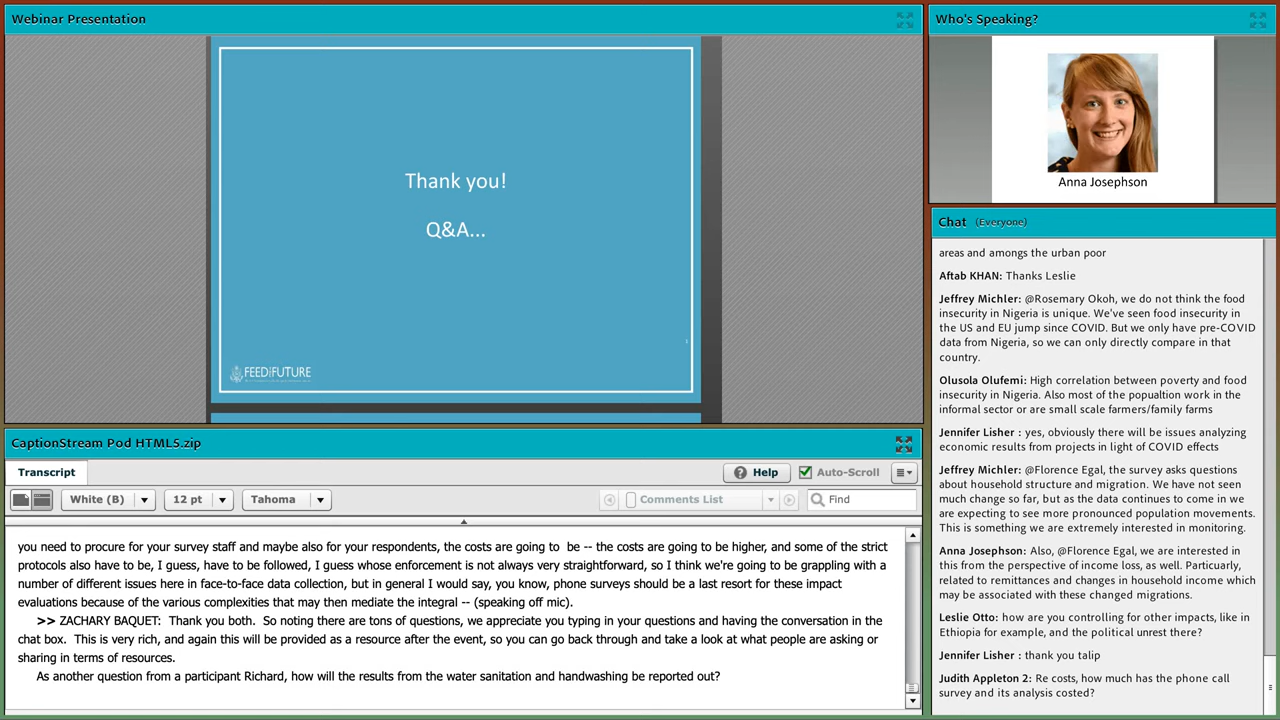 Webinar Presentation
Thank you!
Q&A...
FEED FUTURE
Who's Speaking?
Anna Josephson
Chat (Everyone)
areas and amongst the urban poor
Aftab KHAN: Thanks Leslie
Jeffrey Michler: @Rosemary Okoh, we do not think the food
insecurity in Nigeria is unique. We've seen food insecurity in
the US and EU jump since COVID. But we only have pre-COVID
data from Nigeria, so we can only directly compare in that
country.
Olusola Olufemi: High correlation between poverty and food
insecurity in Nigeria. Also most of the popualtion work in the
informal sector or are small scale farmers/family farms
Jennifer Lisher : yes, obviously there will be issues analyzing
economic results from projects in light of COVID effects
Jeffrey Michler: @Florence Egal, the survey asks questions
about household structure and migration. We have not seen
much change so far, but as the data continues to come in we
are expecting to see more pronounced population movements.
This is something we are extremely interested in monitoring.
Anna Josephson: Also, @Florence Egal, we are interested in
this from the perspective of income loss, as well. Particuarly,
related to remittances and changes in household income which
may be associated with these changed migrations.
Leslie Otto: how are you controlling for other impacts, like in
Ethiopia for example, and the political unrest there?
Jennifer Lisher : thank you talip
Judith Appleton 2: Re costs, how much has the phone call
survey and its analysis costed?
CaptionStream Pod HTML5.zip
Transcript
Help
Auto-Scroll
White (B)
12 pt
Tahoma
Comments List
Find
you need to procure for your survey staff and maybe also for your respondents, the costs are going to be -- the costs are going to be higher, and some of the strict
protocols also have to be, I guess, have to be followed, I guess whose enforcement is not always very straightforward, so I think we're going to be grappling with a
number of different issues here in face-to-face data collection, but in general I would say, you know, phone surveys should be a last resort for these impact
evaluations because of the various complexities that may then mediate the integral -- (speaking off mic).
>> ZACHARY BAQUET: Thank you both. So noting there are tons of questions, we appreciate you typing in your questions and having the conversation in the
chat box. This is very rich, and again this will be provided as a resource after the event, so you can go back through and take a look at what people are asking or
sharing in terms of resources.
As another question from a participant Richard, how will the results from the water sanitation and handwashing be reported out?